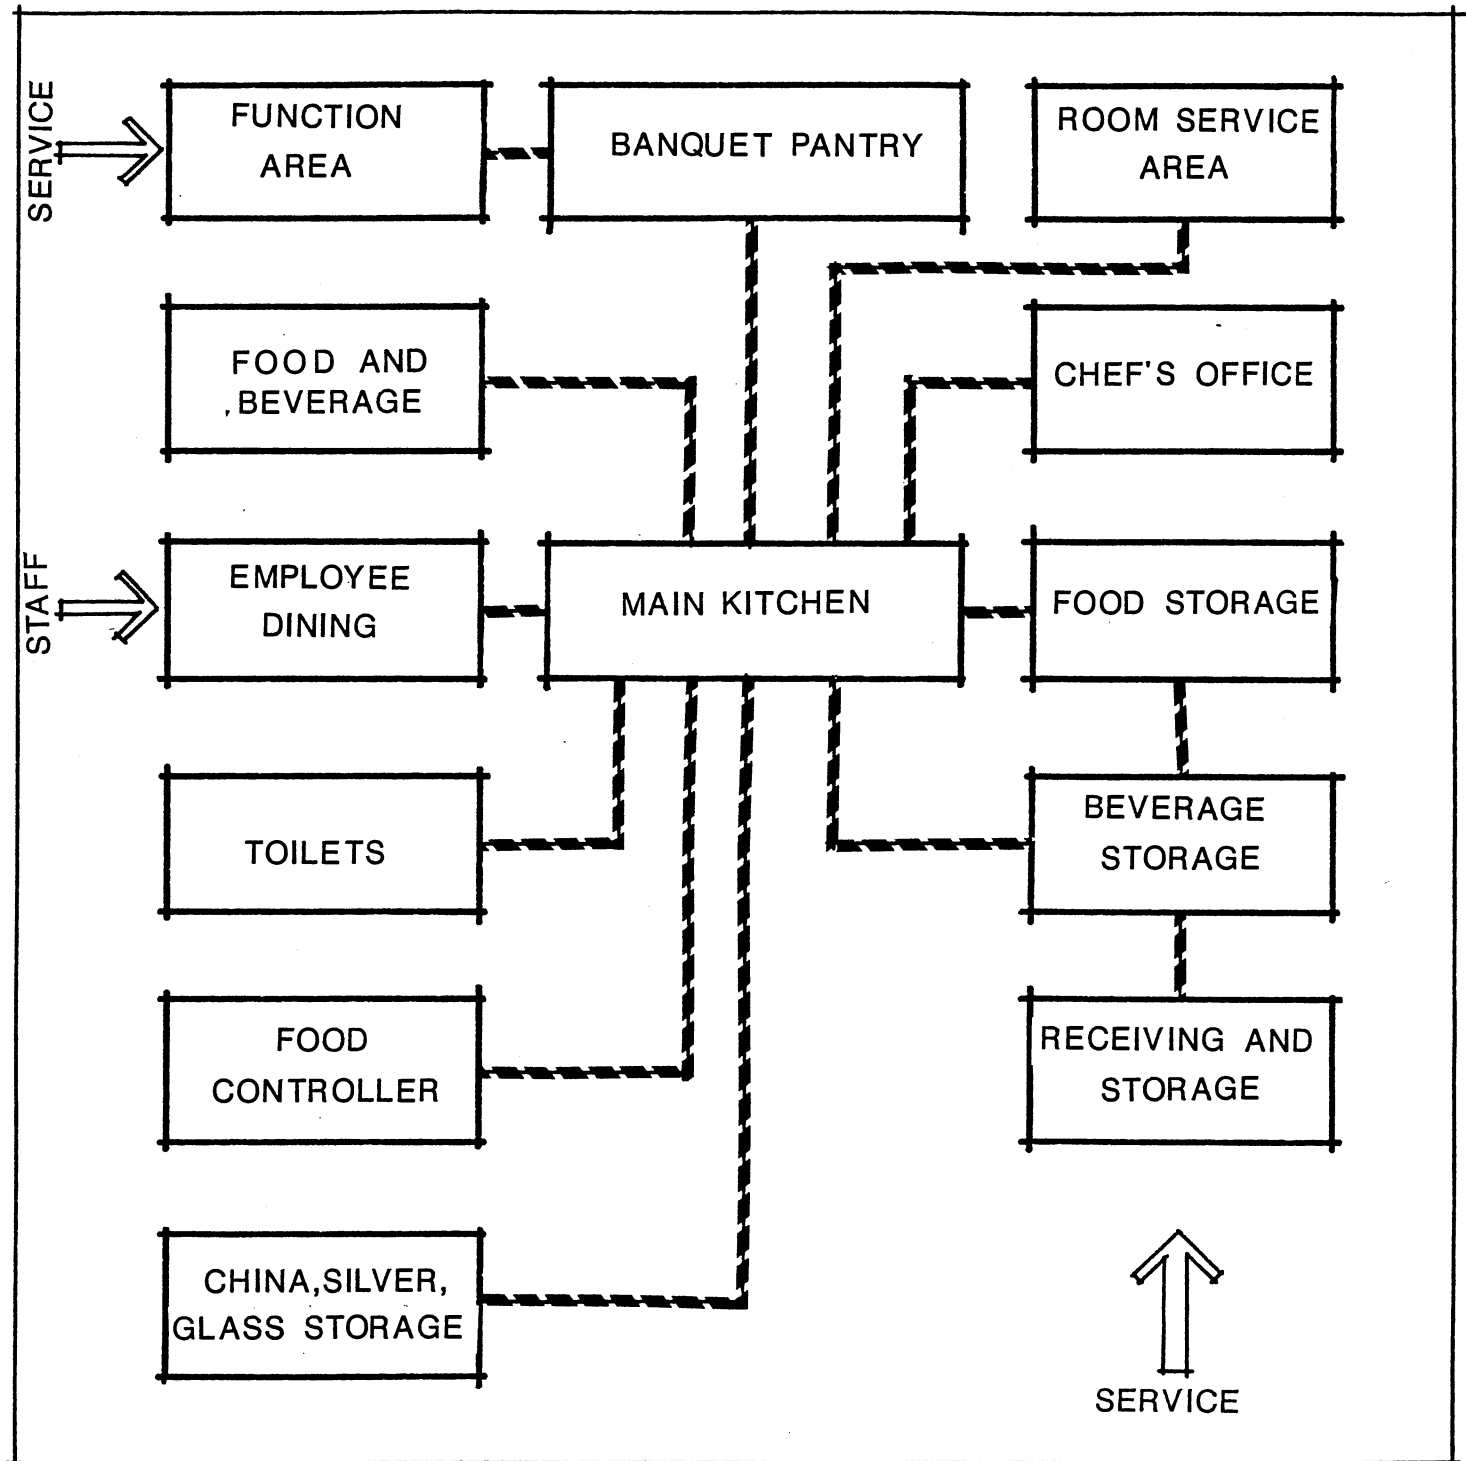 SERVICE
FUNCTION
AREA
BANQUET PANTRY
ROOM SERVICE
AREA
FOOD AND
BEVERAGE
CHEF'S OFFICE
STAFF
EMPLOYEE
DINING
MAIN KITCHEN
FOOD STORAGE
TOILETS
BEVERAGE
STORAGE
FOOD
CONTROLLER
RECEIVING AND
STORAGE
CHINA, SILVER,
GLASS STORAGE
SERVICE